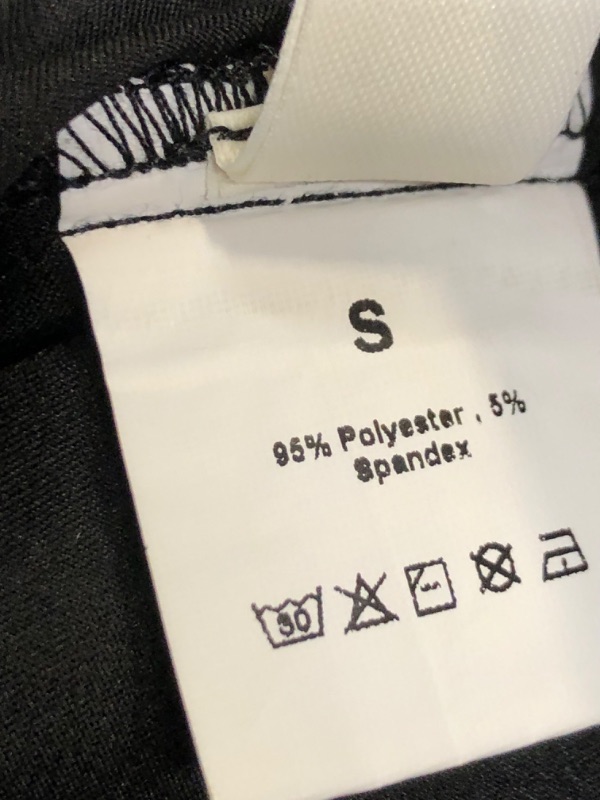 S
95% Polyester , 5%
Spandex
30